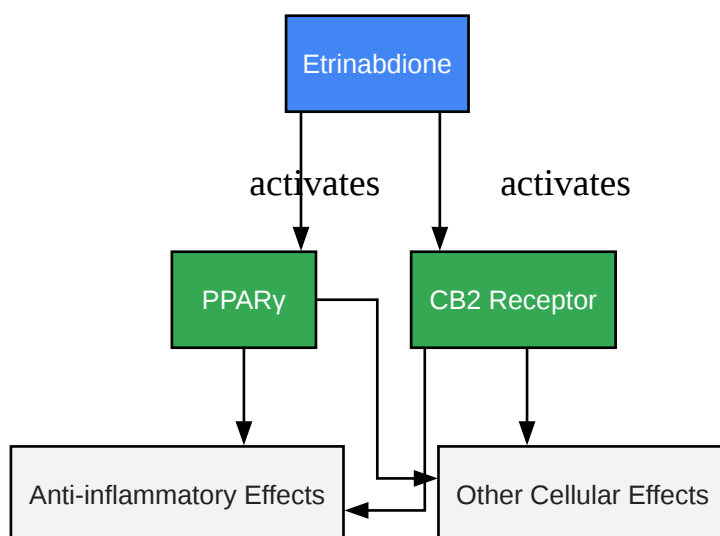 Etrinabdione
activates
activates
PPARγ
CB2 Receptor
Anti-inflammatory Effects
Other Cellular Effects